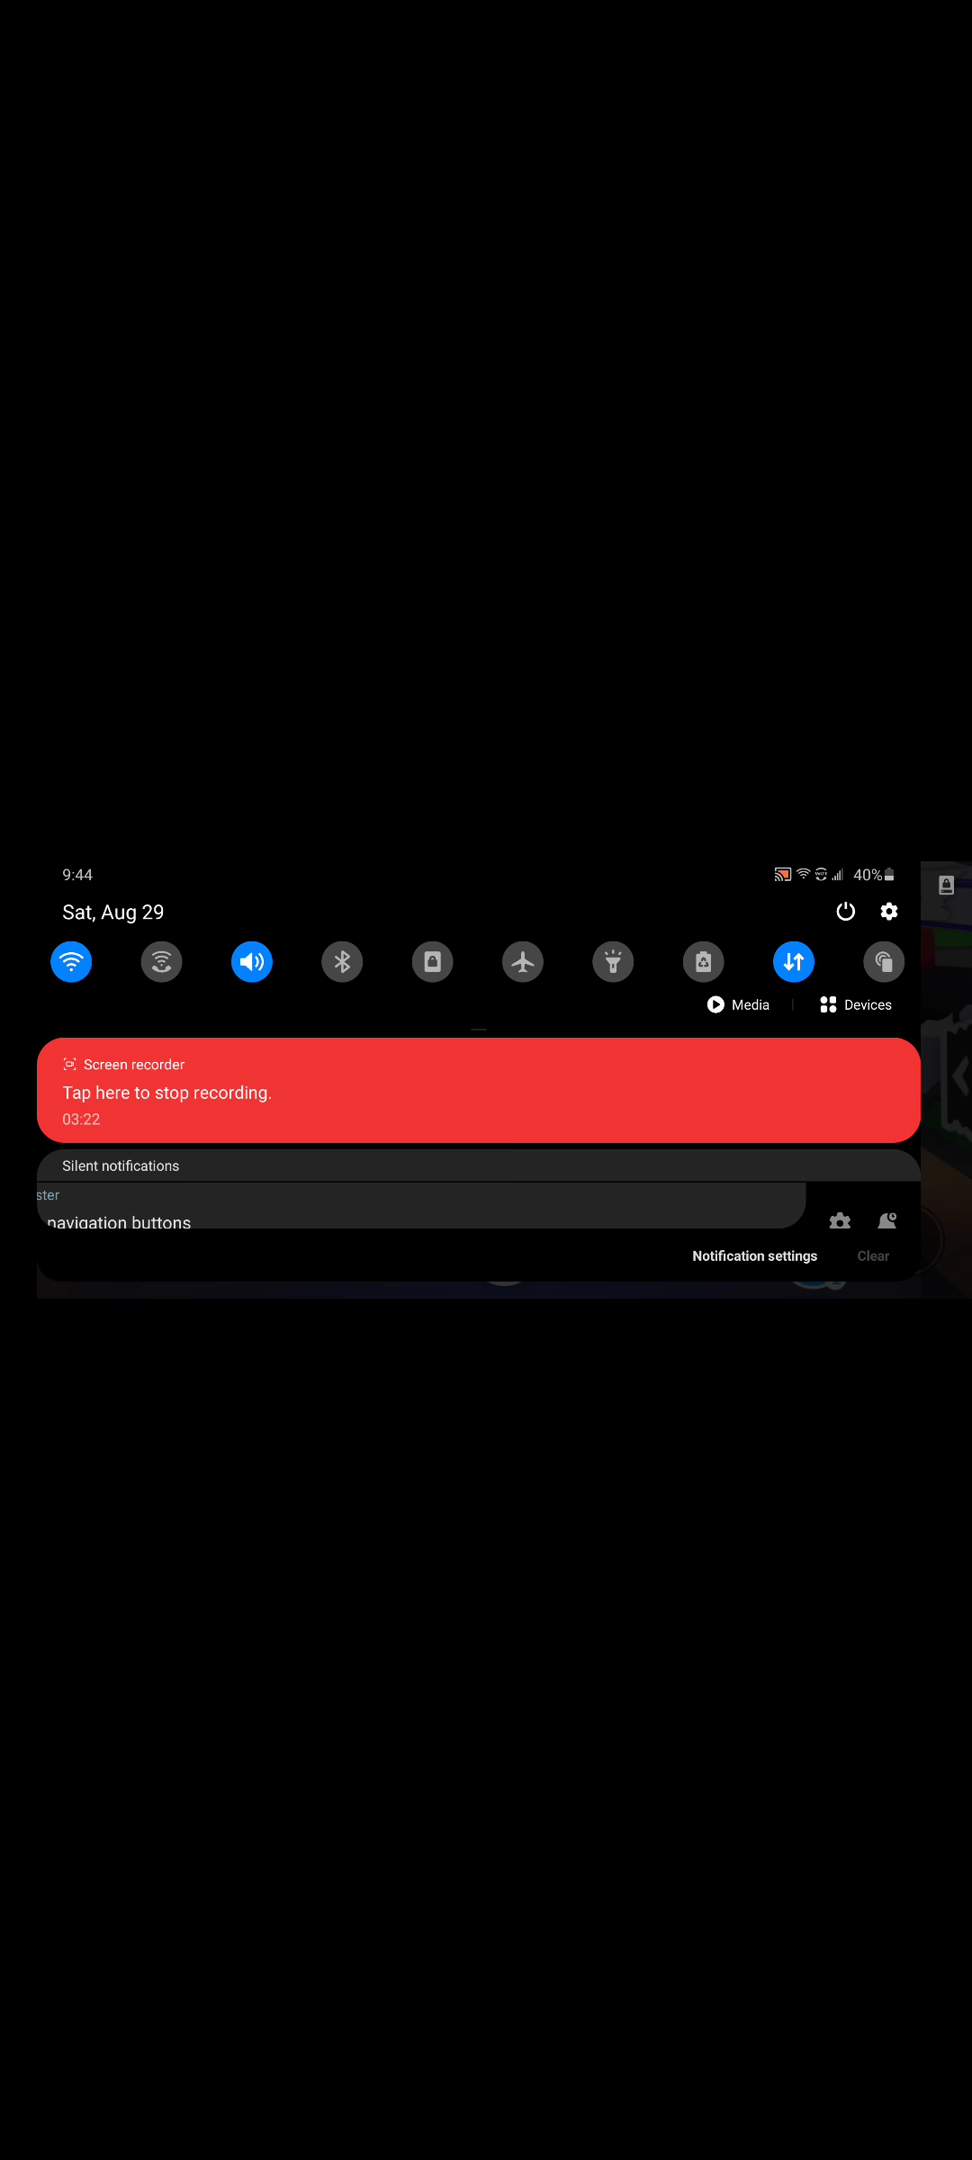 9:44
40%
Sat, Aug 29
Media
Devices
Screen recorder
Tap here to stop recording.
03:22
Silent notifications
ster
navigation buttons
Notification settings
Clear